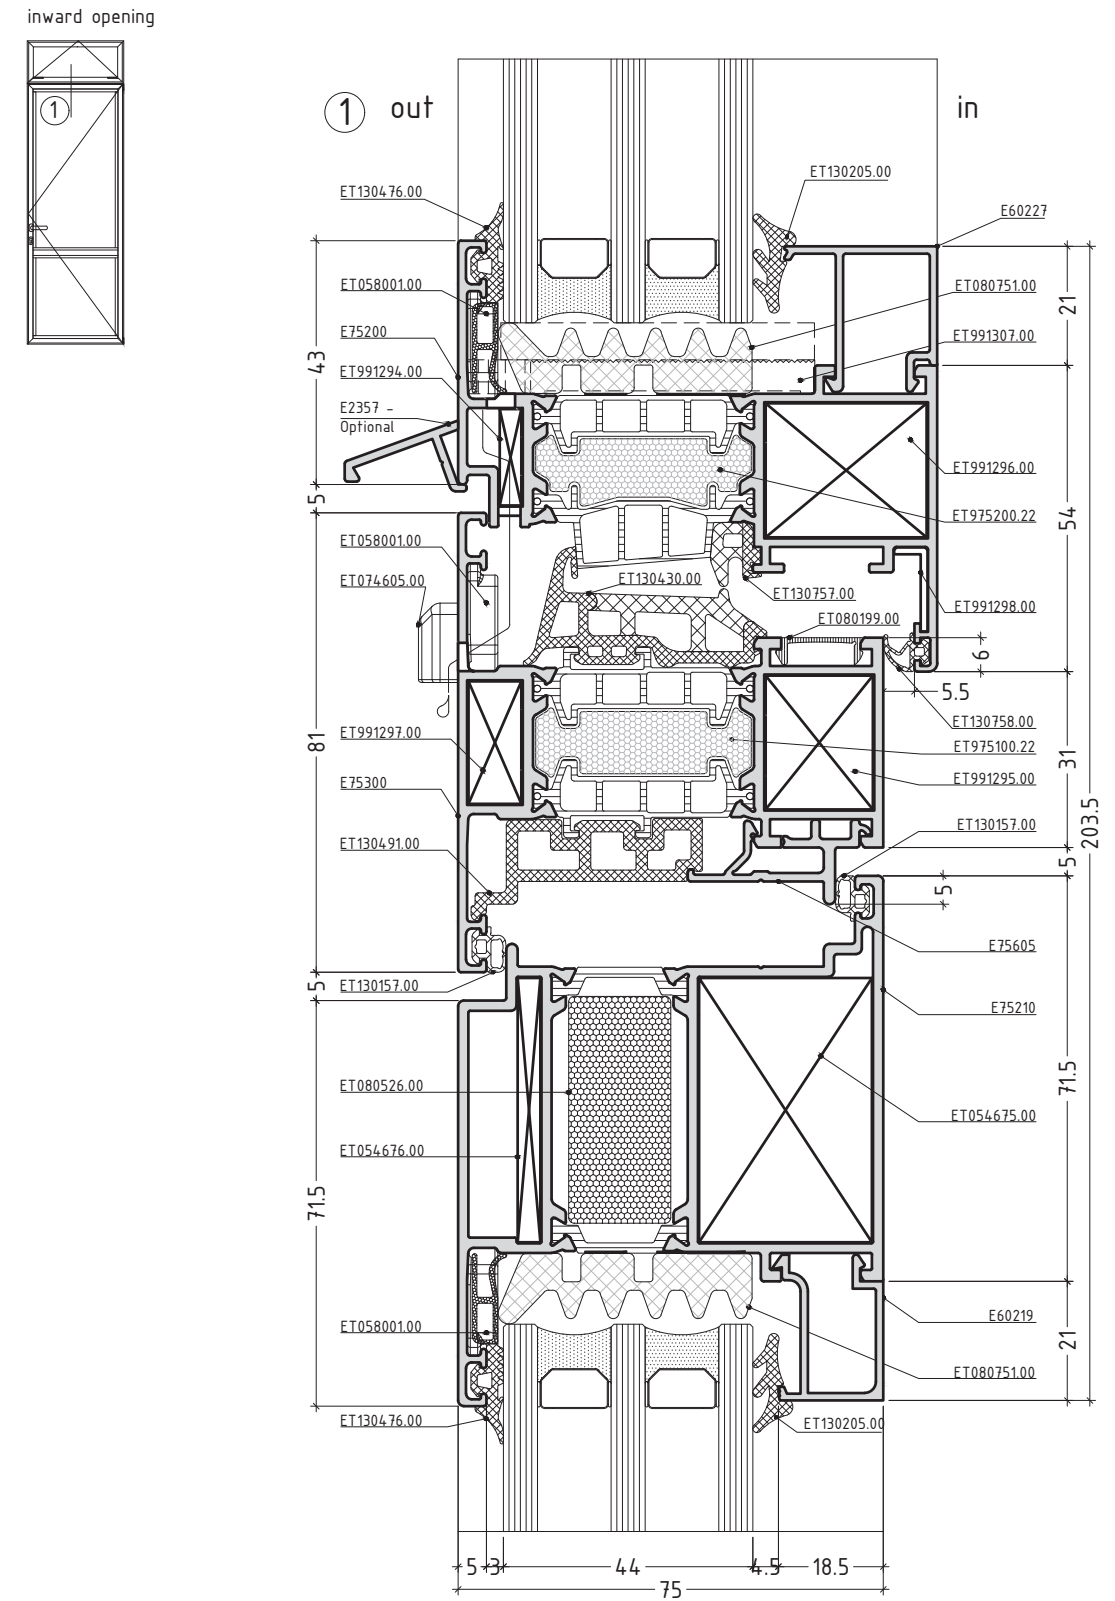 inward opening
1
1 out
in
ET130476.00
ET130205.00
E60227
ET058001.00
ET080751.00
21
E75200
ET991307.00
43
ET991294.00
E2357 -
Optional
ET991296.00
5
ET975200.22
54
ET058001.00
ET074605.00
ET130430.00
ET130757.00
ET991298.00
ET080199.00
6
5.5
ET130758.00
ET991297.00
81
ET975100.22
31
E75300
ET991295.00
203.5
ET130491.00
ET130157.00
5
5
E75605
5
ET130157.00
E75210
ET080526.00
71.5
ET054675.00
ET054676.00
71.5
ET058001.00
E60219
21
ET080751.00
ET130476.00
ET130205.00
5 3 44 4.5 18.5
75